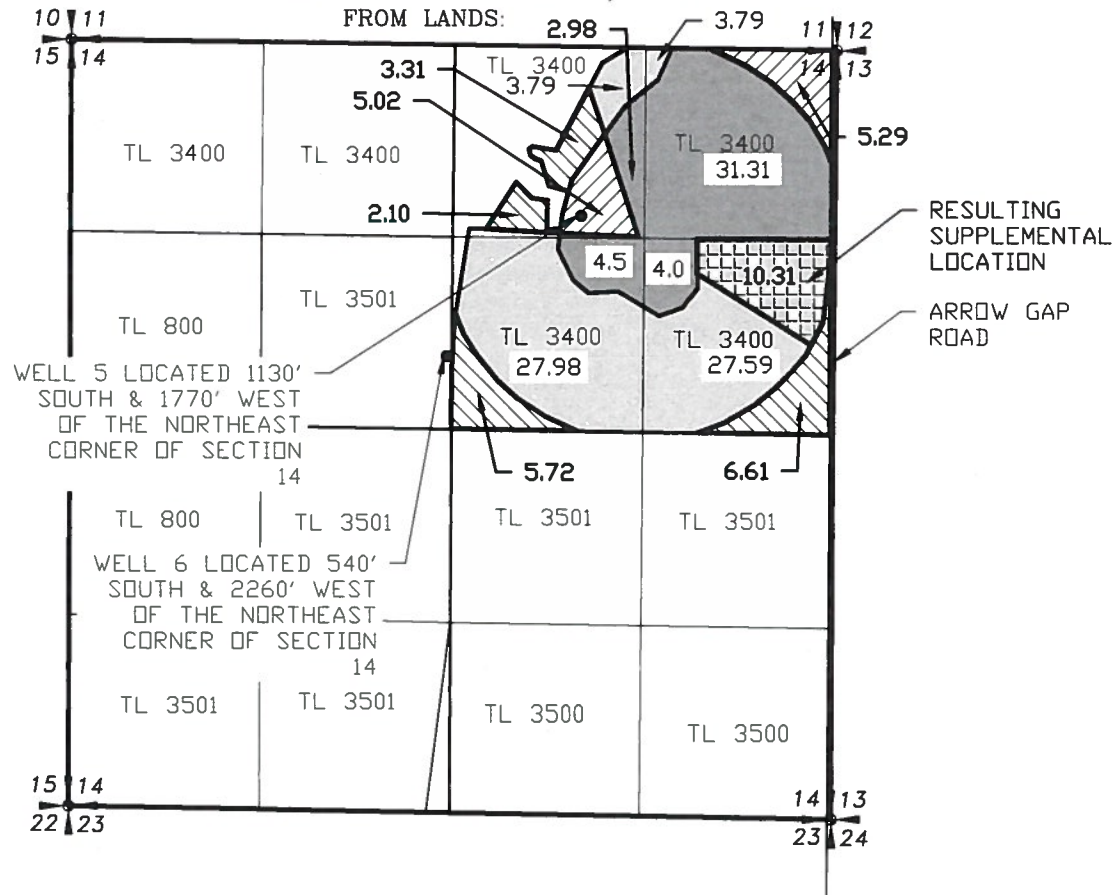 FROM LANDS:
10 11
15 14
2.98
3.79
11 12
14 13
3.31
5.02
TL 3400
3.79
5.29
TL 3400
TL 3400
TL 3400
31.31
2.10
RESULTING
SUPPLEMENTAL
LOCATION
4.5
4.0
10.31
TL 3501
TL 800
TL 3400
27.98
TL 3400
27.59
ARROW GAP
ROAD
WELL 5 LOCATED 1130'
SOUTH & 1770' WEST
OF THE NORTHEAST
CORNER OF SECTION
14
5.72
6.61
TL 800
TL 3501
TL 3501
TL 3501
WELL 6 LOCATED 540'
SOUTH & 2260' WEST
OF THE NORTHEAST
CORNER OF SECTION
14
TL 3501
TL 3501
TL 3500
TL 3500
15 14
22 23
14 13
23 24